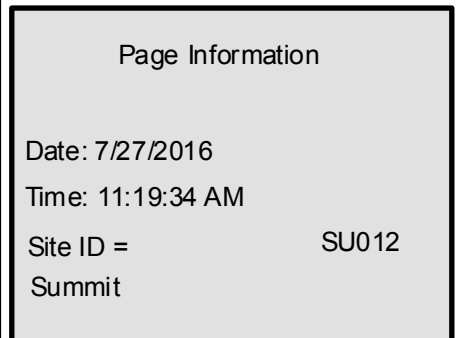 Page Information
Date: 7/27/2016
Time: 11:19:34 AM
Site ID = SU012
Summit